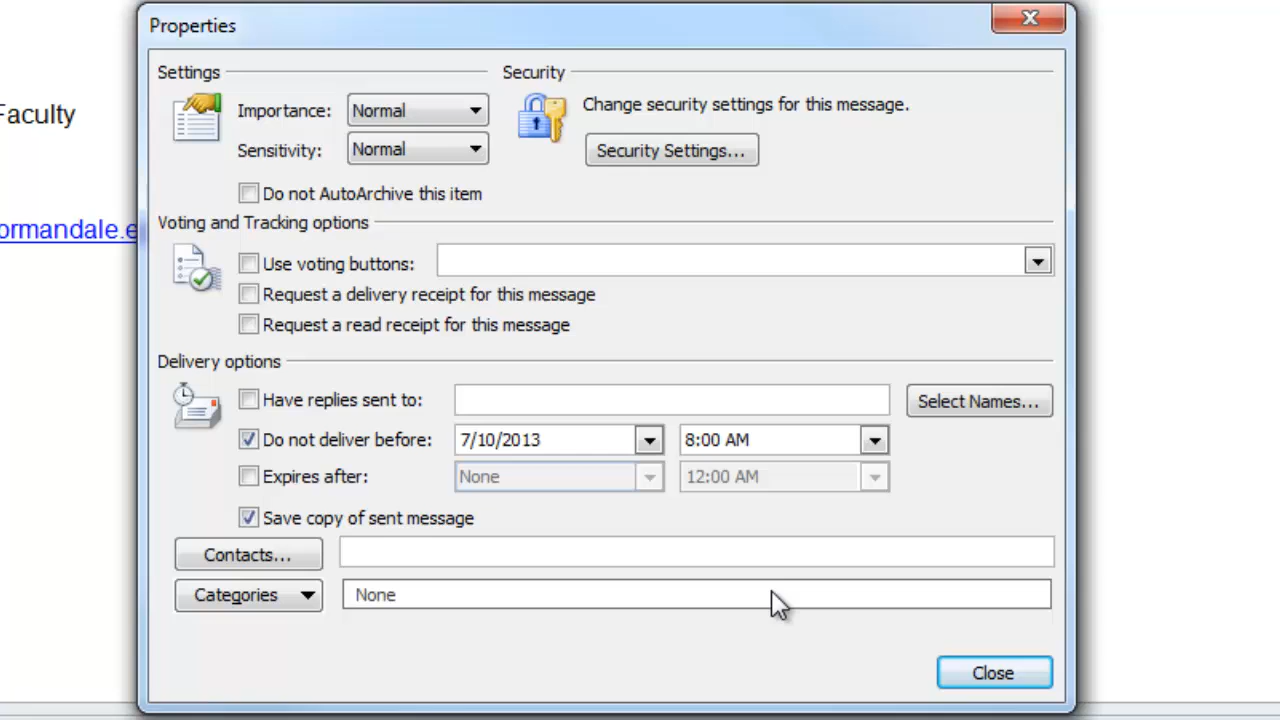 Properties
Settings
Security
Faculty
Importance: Normal
Change security settings for this message.
Sensitivity: Normal
Security Settings...
Do not AutoArchive this item
Voting and Tracking options
ormandale.e
Use voting buttons:
Request a delivery receipt for this message
Request a read receipt for this message
Delivery options
Have replies sent to:
Select Names...
Do not deliver before: 7/10/2013 8:00 AM
Expires after: None 12:00 AM
Save copy of sent message
Contacts...
Categories None
Close